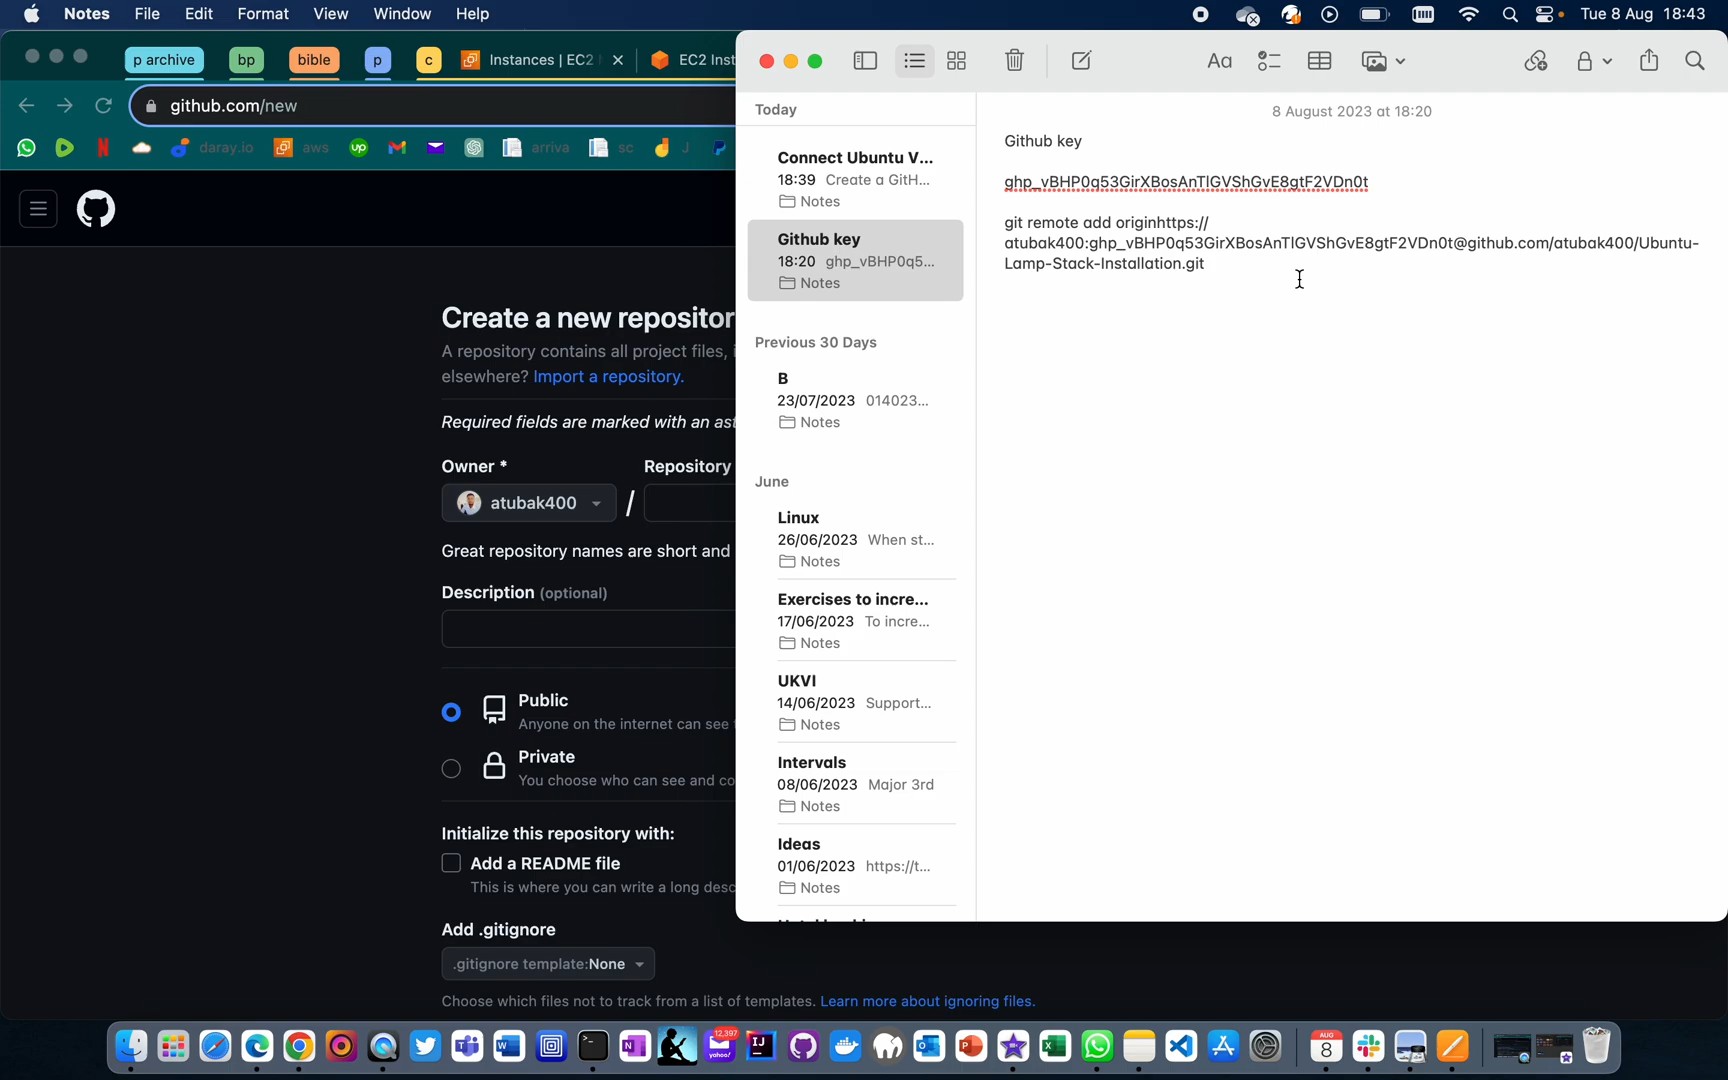 Notes File Edit Format View Window Help
Tue 8 Aug 18:43
p archive bp bible p c Instances | EC2 EC2 Inst
github.com/new
daray.io aws up arriva sc J
Today
8 August 2023 at 18:20
Connect Ubuntu V...
18:39 Create a GitH...
Notes
Github key
18:20 ghp_vBHP0q5...
Notes
Previous 30 Days
B
23/07/2023 014023...
Notes
June
Linux
26/06/2023 When st...
Notes
Exercises to incre...
17/06/2023 To incre...
Notes
UKVI
14/06/2023 Support...
Notes
Intervals
08/06/2023 Major 3rd
Notes
Ideas
01/06/2023 https://t...
Notes
Github key
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
git remote add originhttps://
atubak400: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@github.com/atubak400/Ubuntu-
Lamp-Stack-Installation.git
Create a new repositor
A repository contains all project files, i
elsewhere? Import a repository.
Required fields are marked with an ast
Owner * Repository
atubak400 /
Great repository names are short and
Description (optional)
Public
Anyone on the internet can see t
Private
You choose who can see and co
Initialize this repository with:
Add a README file
This is where you can write a long desc
Add .gitignore
.gitignore template:None
Choose which files not to track from a list of templates. Learn more about ignoring files.
12,397
yahoo!
AUG
8